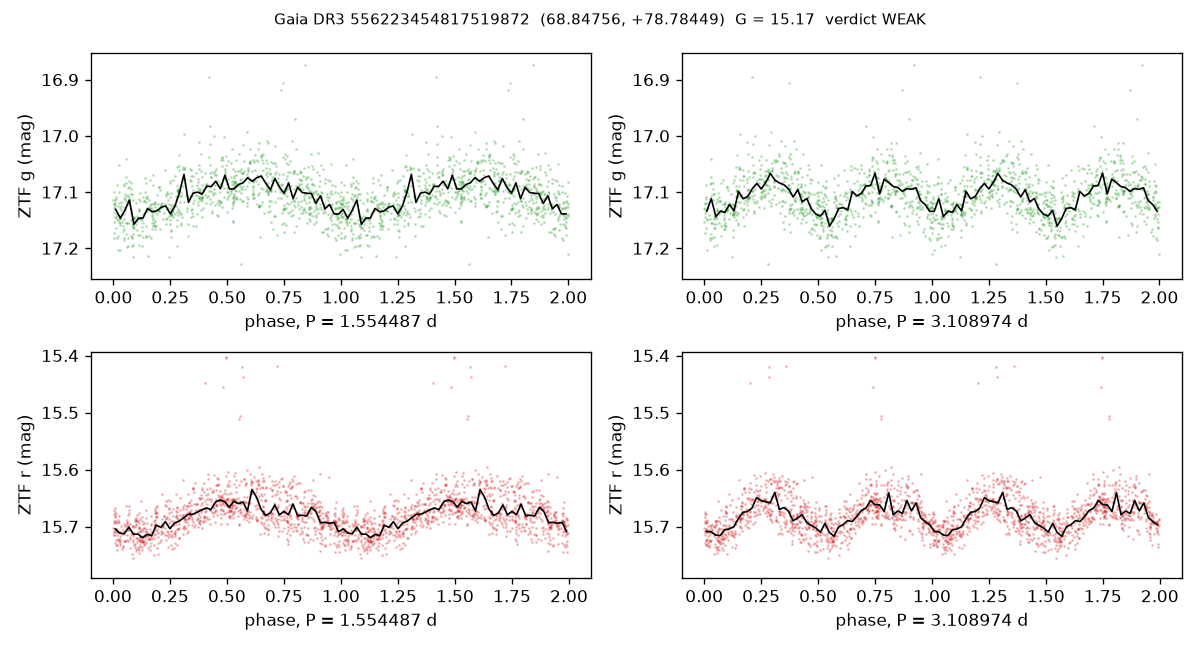 Gaia DR3 556223454817519872 (68.84756, +78.78449) G = 15.17 verdict WEAK
ZTF g (mag)
16.9
17.0
17.1
17.2
0.00 0.25 0.50 0.75 1.00 1.25 1.50 1.75 2.00
phase, P = 1.554487 d
ZTF g (mag)
16.9
17.0
17.1
17.2
0.00 0.25 0.50 0.75 1.00 1.25 1.50 1.75 2.00
phase, P = 3.108974 d
ZTF r (mag)
15.4
15.5
15.6
15.7
0.00 0.25 0.50 0.75 1.00 1.25 1.50 1.75 2.00
phase, P = 1.554487 d
ZTF r (mag)
15.4
15.5
15.6
15.7
0.00 0.25 0.50 0.75 1.00 1.25 1.50 1.75 2.00
phase, P = 3.108974 d